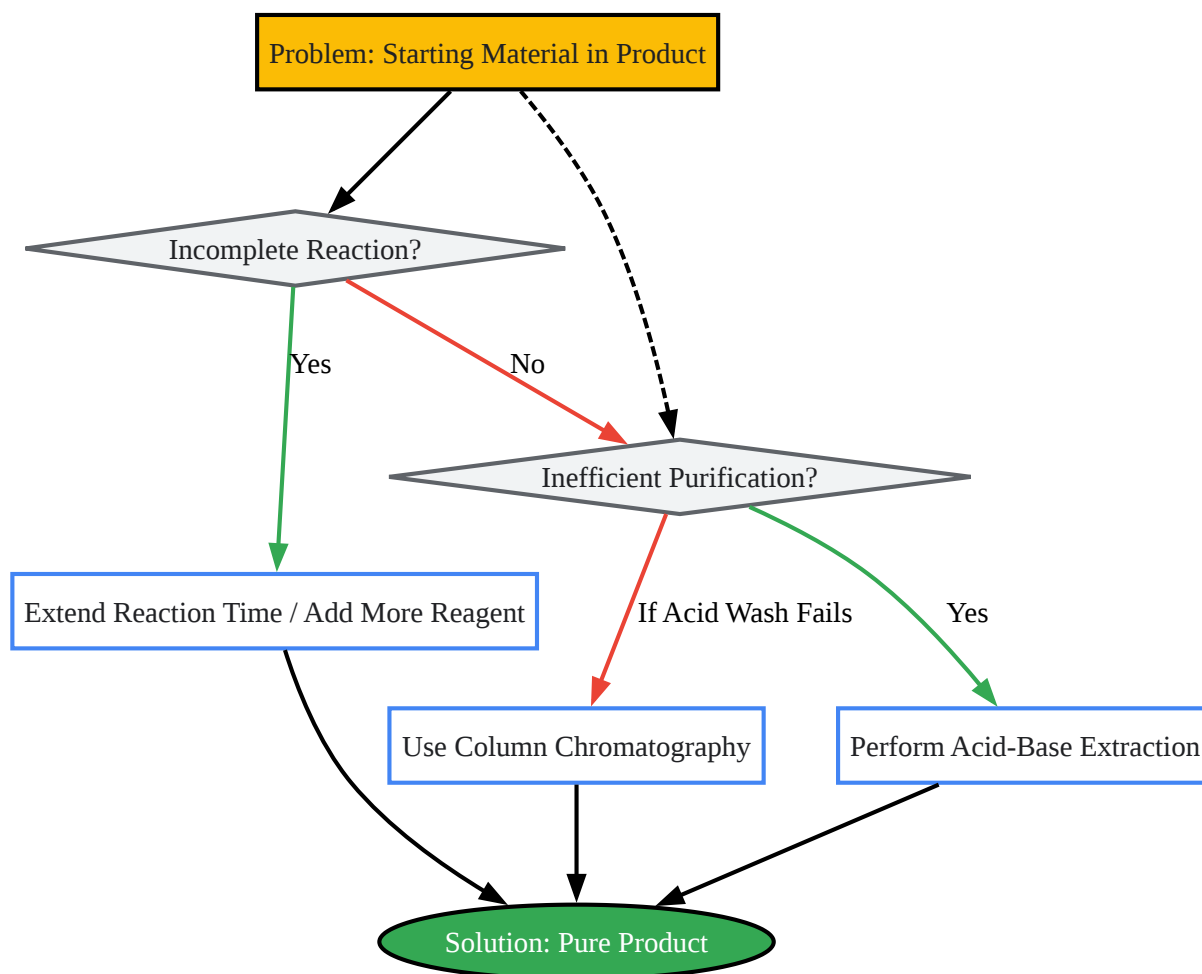 Problem: Starting Material in Product
Incomplete Reaction?
Yes
No
Inefficient Purification?
Extend Reaction Time / Add More Reagent
If Acid Wash Fails
Yes
Use Column Chromatography
Perform Acid-Base Extraction
Solution: Pure Product